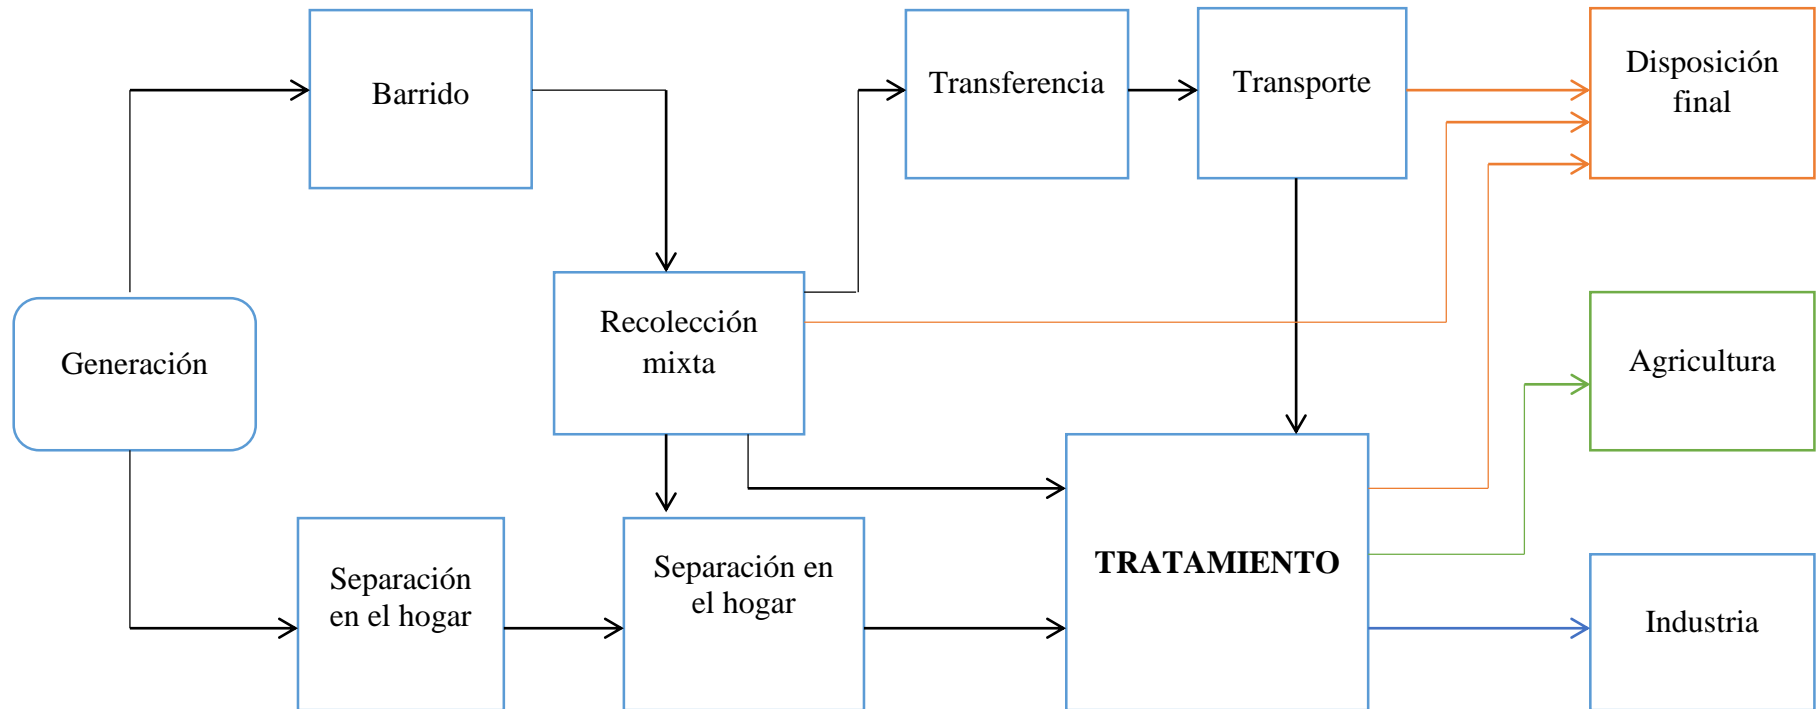 Barrido
Transferencia
Transporte
Disposición
final
Generación
Recolección
mixta
Agricultura
Separación
en el hogar
Separación en
el hogar
TRATAMIENTO
Industria